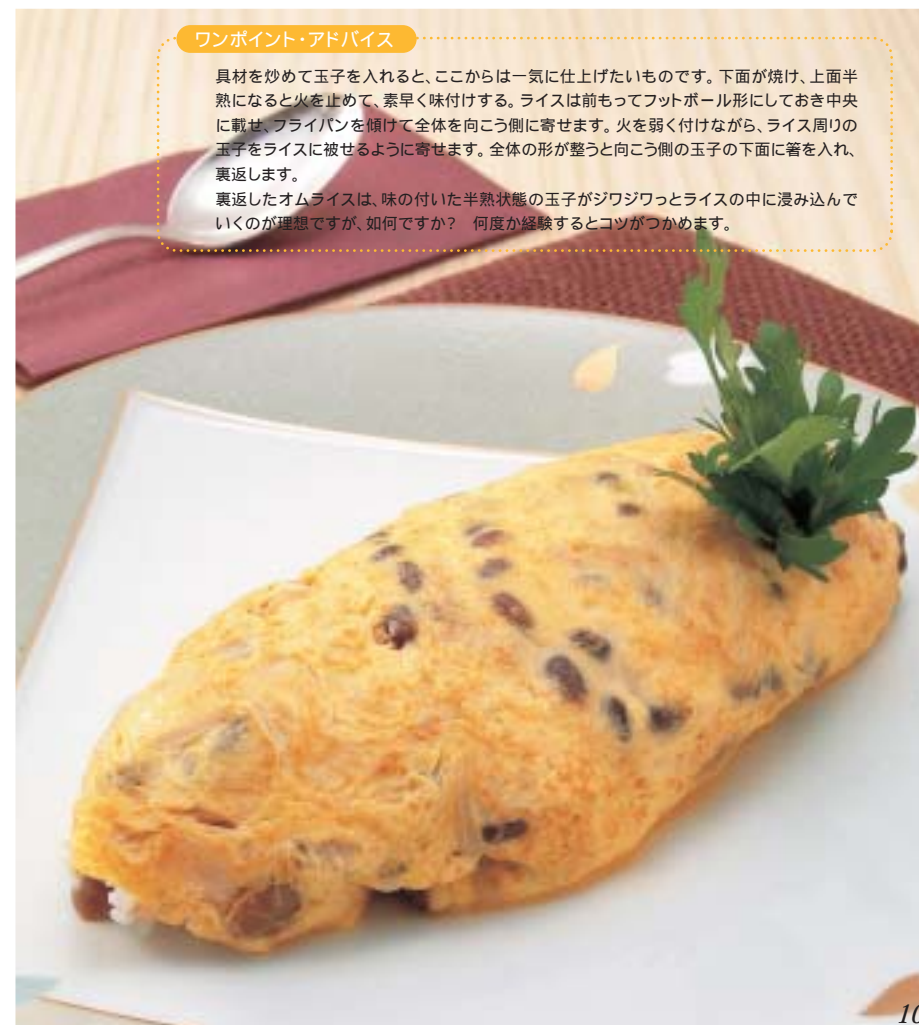 ワンポイント・アドバイス
具材を炒めて玉子を入れると、ここからは一気に仕上げたいものです。下面が焼け、上面半
熟になると火を止めて、素早く味付けする。ライスは前もってフットボール形にしておき中央
に載せ、フライパンを傾けて全体を向こう側に寄せます。火を弱く付けながら、ライス周りの
玉子をライスに被せるように寄せます。全体の形が整うと向こう側の玉子の下面に箸を入れ、
裏返します。
裏返したオムライスは、味の付いた半熟状態の玉子がジワジワっとライスの中に浸み込んで
いくのが理想ですが、如何ですか?　何度か経験するとコツがつかめます。